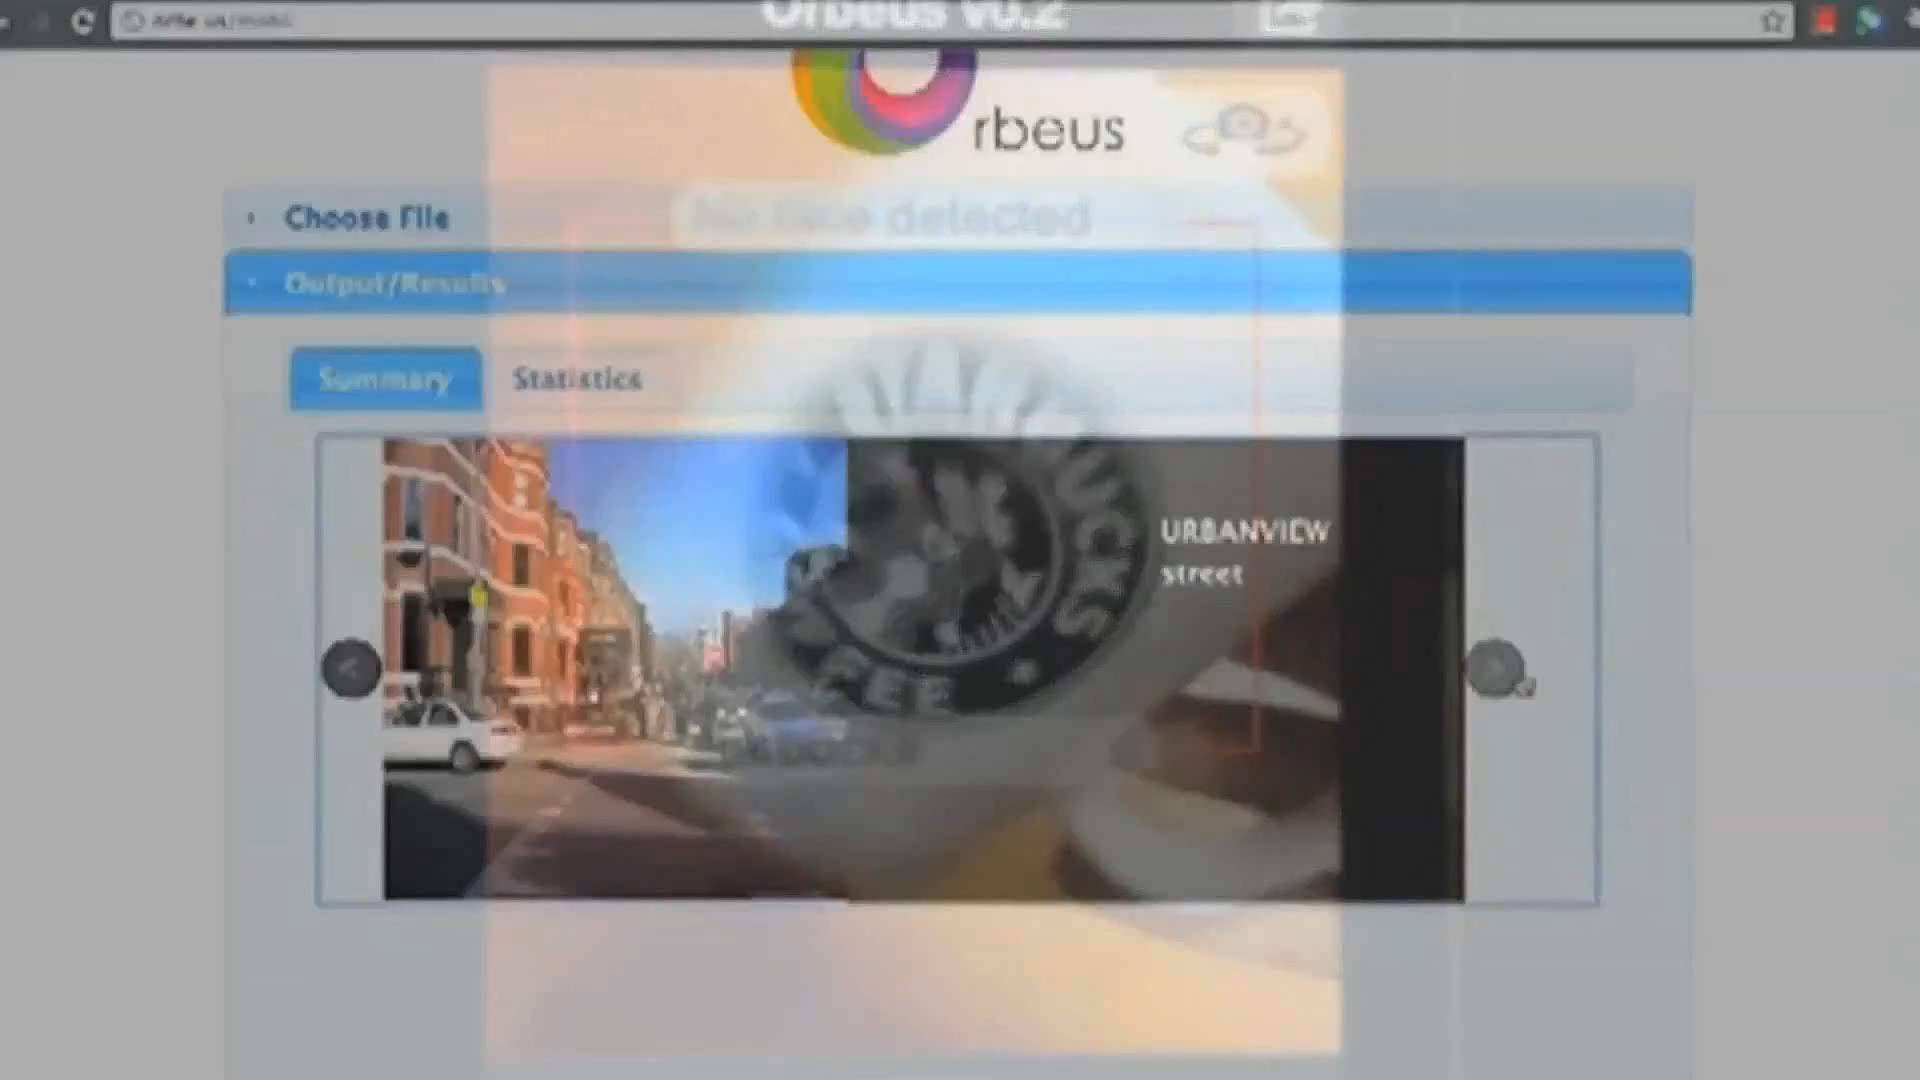 Orbeus v0.2
rbeus
Choose File
No face detected
Output/Results
Summary
Statistics
URBANVIEW
street